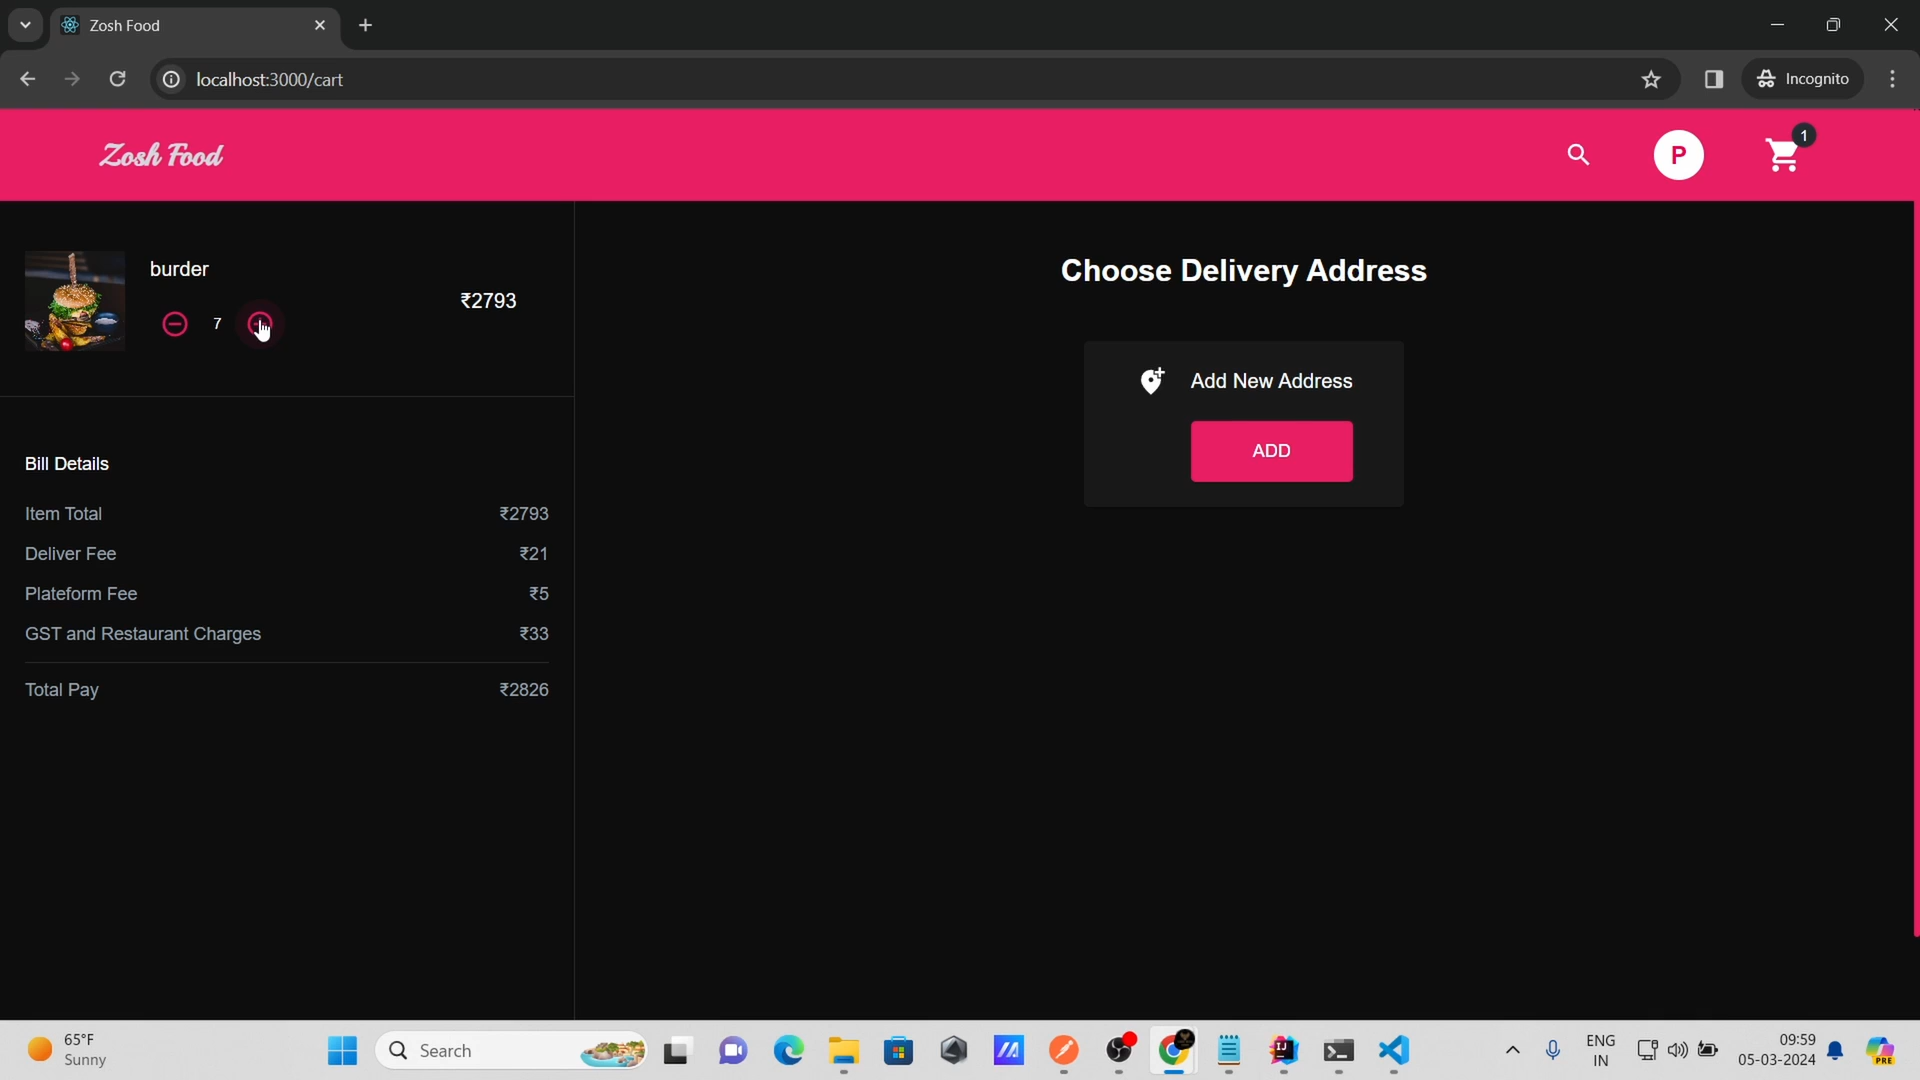 Zosh Food
localhost:3000/cart
Incognito
Zosh Food
P
1
burder
7
₹2793
Choose Delivery Address
Add New Address
ADD
Bill Details
Item Total ₹2793
Deliver Fee ₹21
Plateform Fee ₹5
GST and Restaurant Charges ₹33
Total Pay ₹2826
65°F
Sunny
Search
ENG
IN
09:59
05-03-2024
PRE